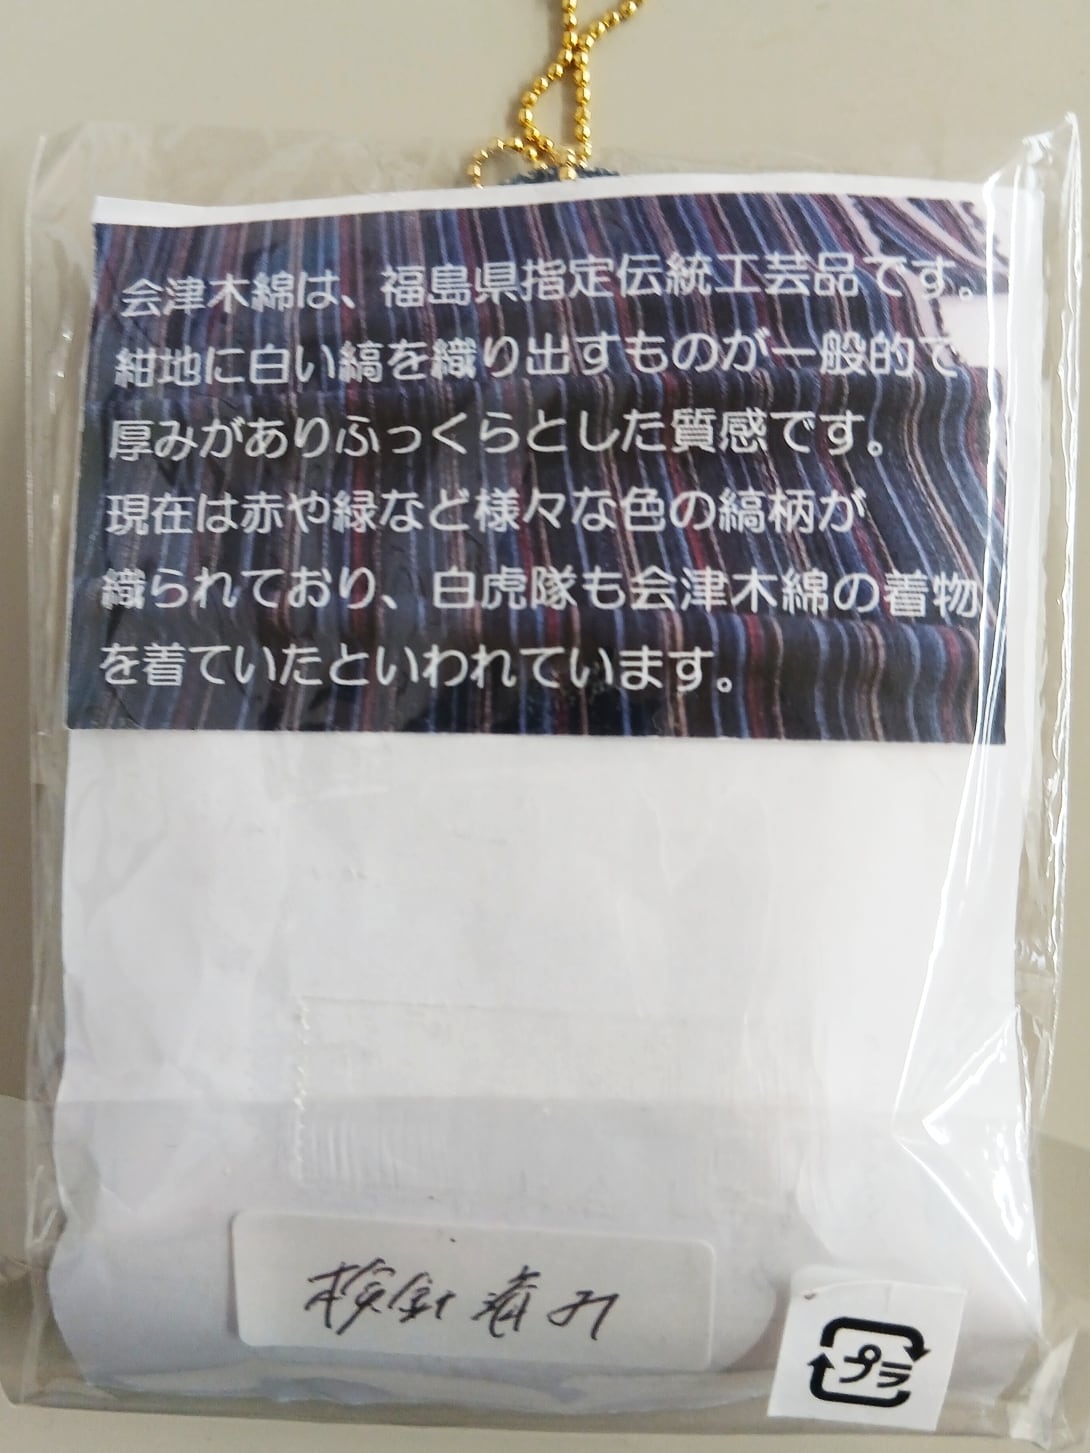 会津木綿は、福島県指定伝統工芸品です。
紺地に白い縞を織り出すものが一般的で
厚みがありふっくらとした質感です。
現在は赤や緑など様々な色の縞柄が
織られており、白虎隊も会津木綿の着物
を着ていたといわれています。
検針済み
プラ